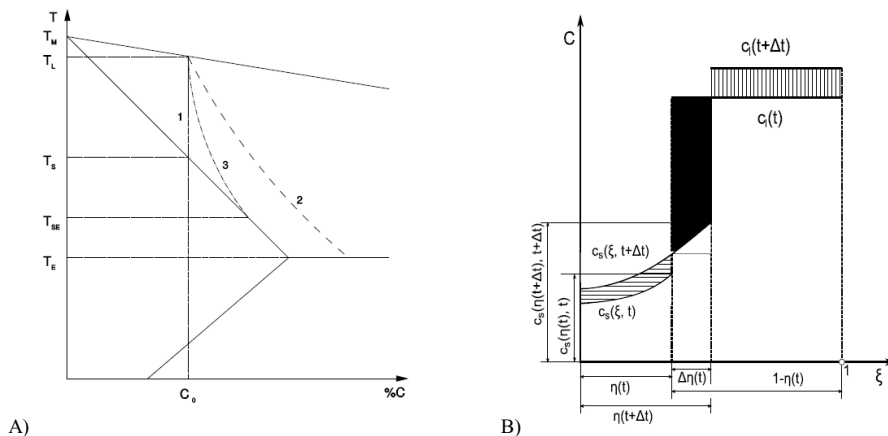 T
T_M
T_L
1
3
2
T_S
T_SE
T_E
C_0
%C
A)
C
c_l(t+Δt)
c_l(t)
c_s(η(t+Δt), t+Δt)
c_s(η(t), t)
c_s(ξ, t+Δt)
c_s(ξ, t)
η(t)
Δη(t)
1-η(t)
1
ξ
η(t+Δt)
B)